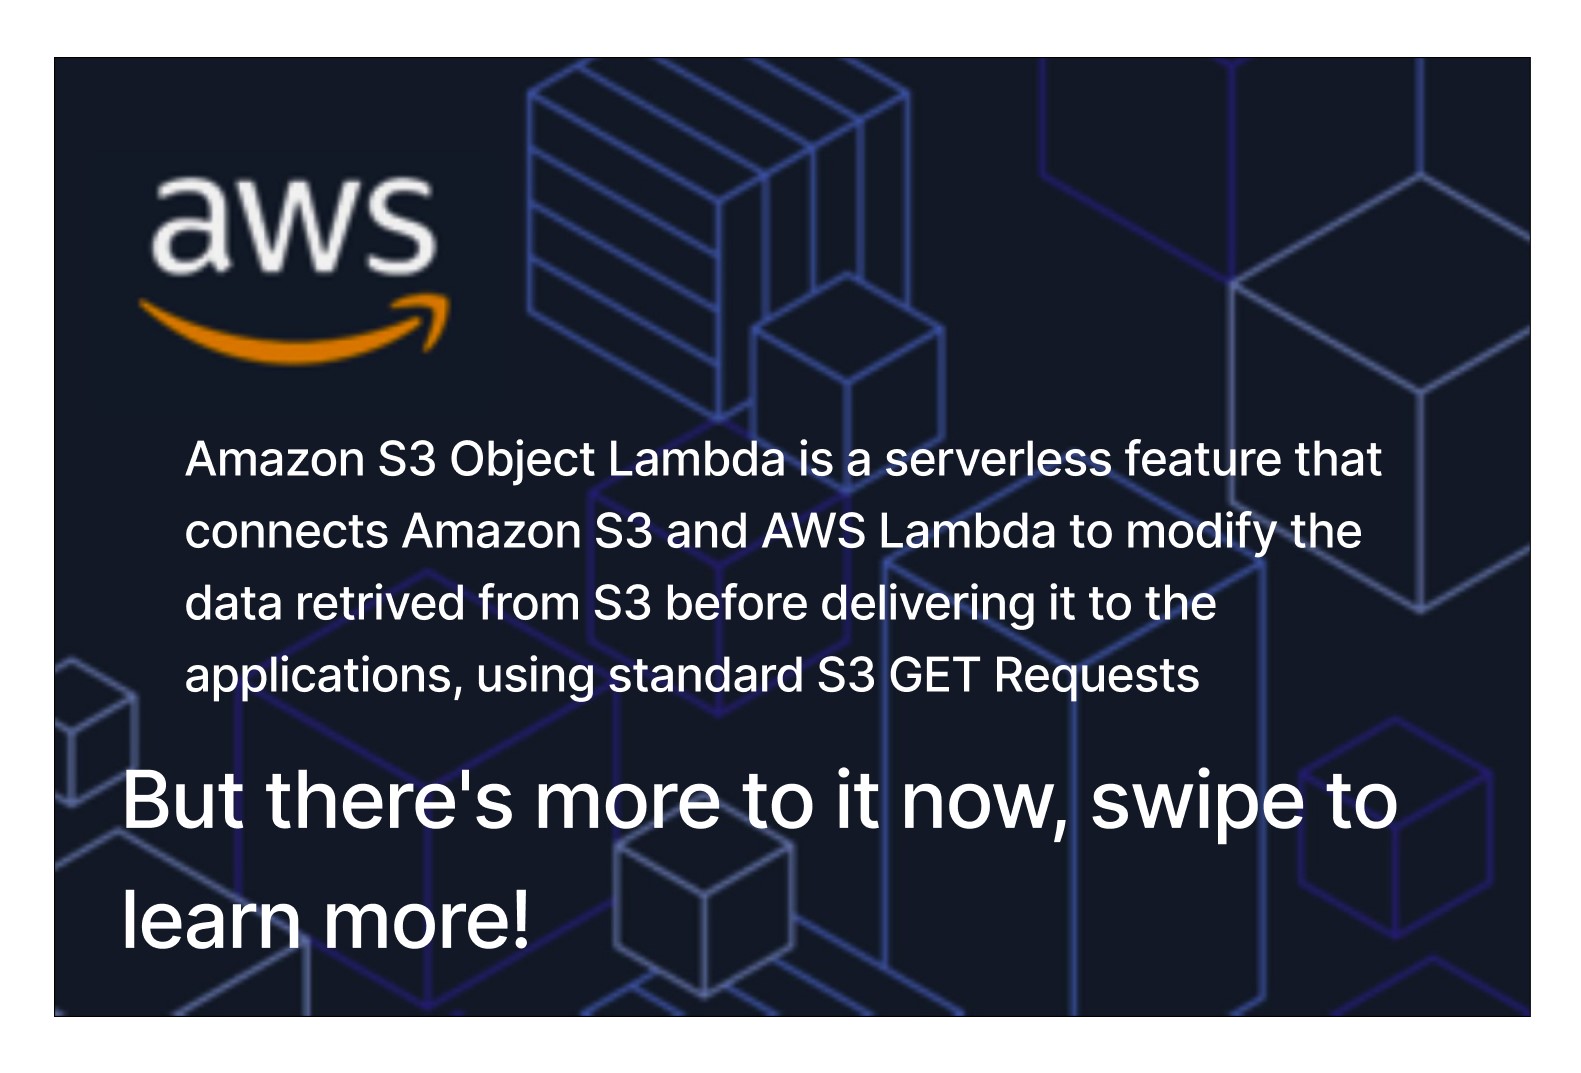 aws
Amazon S3 Object Lambda is a serverless feature that
connects Amazon S3 and AWS Lambda to modify the
data retrived from S3 before delivering it to the
applications, using standard S3 GET Requests
But there's more to it now, swipe to
learn more!